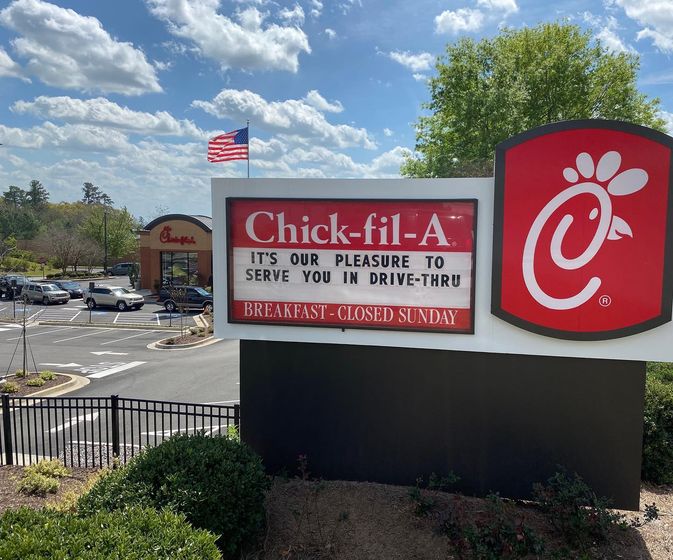 Chick-fil-A®
IT'S OUR PLEASURE TO
SERVE YOU IN DRIVE-THRU
BREAKFAST - CLOSED SUNDAY
®
Chick-fil-A